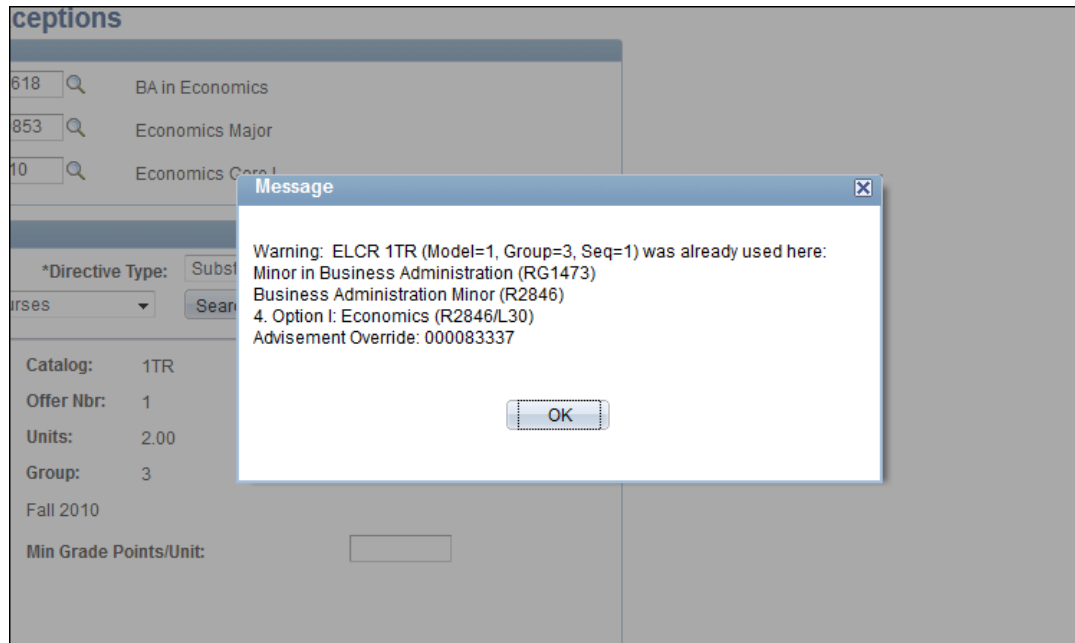 ceptions
618 BA in Economics
853 Economics Major
10 Economics Core I
Message
Warning:  ELCR 1TR (Model=1, Group=3, Seq=1) was already used here:
Minor in Business Administration (RG1473)
Business Administration Minor (R2846)
4. Option I: Economics (R2846/L30)
Advisement Override: 000083337
OK
*Directive Type: Subst
urses Sear
Catalog: 1TR
Offer Nbr: 1
Units: 2.00
Group: 3
Fall 2010
Min Grade Points/Unit: